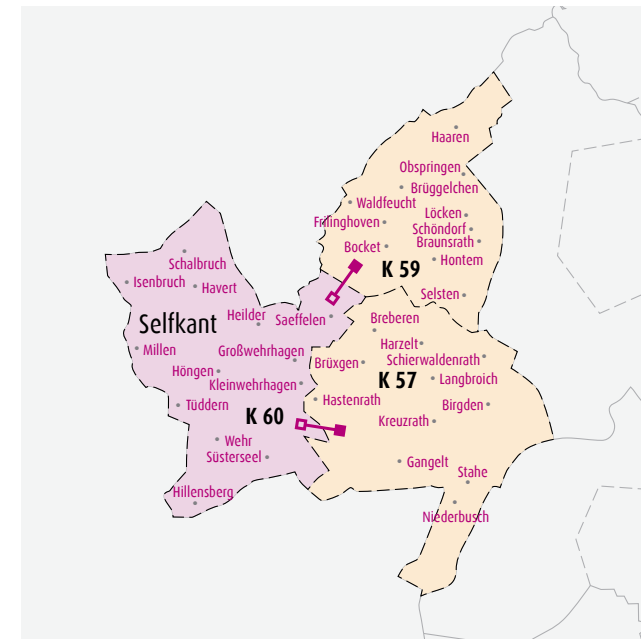 Haaren
Obspringen
Brüggelchen
Waldfeucht
Löcken
Frilinghoven
Schöndorf
Braunsrath
Bocket
Hontem
K 59
Schalbruch
Isenbruch
Havert
Selsten
Heilder
Saeffelen
Breberen
Selfkant
Harzelt
Millen
Großwehrhagen
Schierwaldenrath
Brüxgen
Höngen
K 57
Langbroich
Kleinwehrhagen
Hastenrath
Tüddern
Birgden
K 60
Kreuzrath
Wehr
Süsterseel
Gangelt
Stahe
Hillensberg
Niederbusch